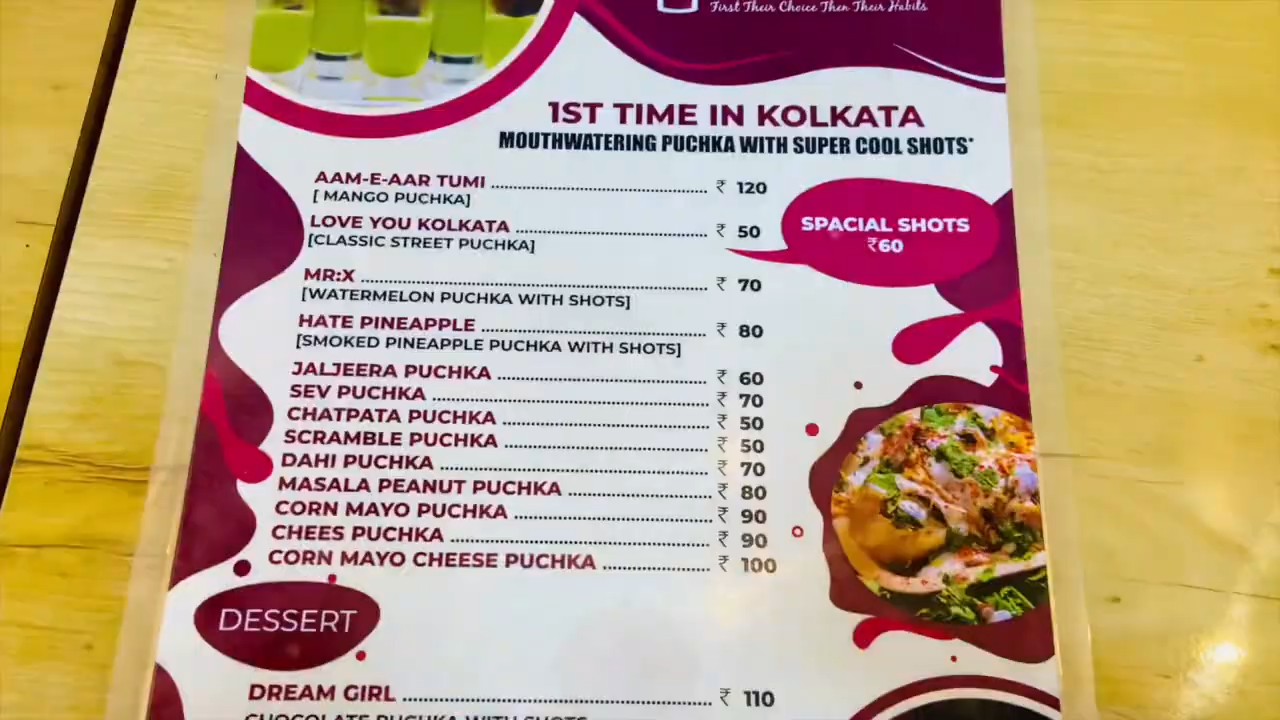 First Their Choice Then Their Habits
1ST TIME IN KOLKATA
MOUTHWATERING PUCHKA WITH SUPER COOL SHOTS*
AAM-E-AAR TUMI ........ ₹ 120
[ MANGO PUCHKA]
LOVE YOU KOLKATA ........ ₹ 50
[CLASSIC STREET PUCHKA]
SPACIAL SHOTS
₹60
MR:X ........ ₹ 70
[WATERMELON PUCHKA WITH SHOTS]
HATE PINEAPPLE ........ ₹ 80
[SMOKED PINEAPPLE PUCHKA WITH SHOTS]
JALJEERA PUCHKA ........ ₹ 60
SEV PUCHKA ........ ₹ 70
CHATPATA PUCHKA ........ ₹ 50
SCRAMBLE PUCHKA ........ ₹ 50
DAHI PUCHKA ........ ₹ 70
MASALA PEANUT PUCHKA ........ ₹ 80
CORN MAYO PUCHKA ........ ₹ 90
CHEES PUCHKA ........ ₹ 90
CORN MAYO CHEESE PUCHKA ........ ₹ 100
DESSERT
DREAM GIRL ........ ₹ 110
CHOCOLATE PUCHKA WITH SHOTS